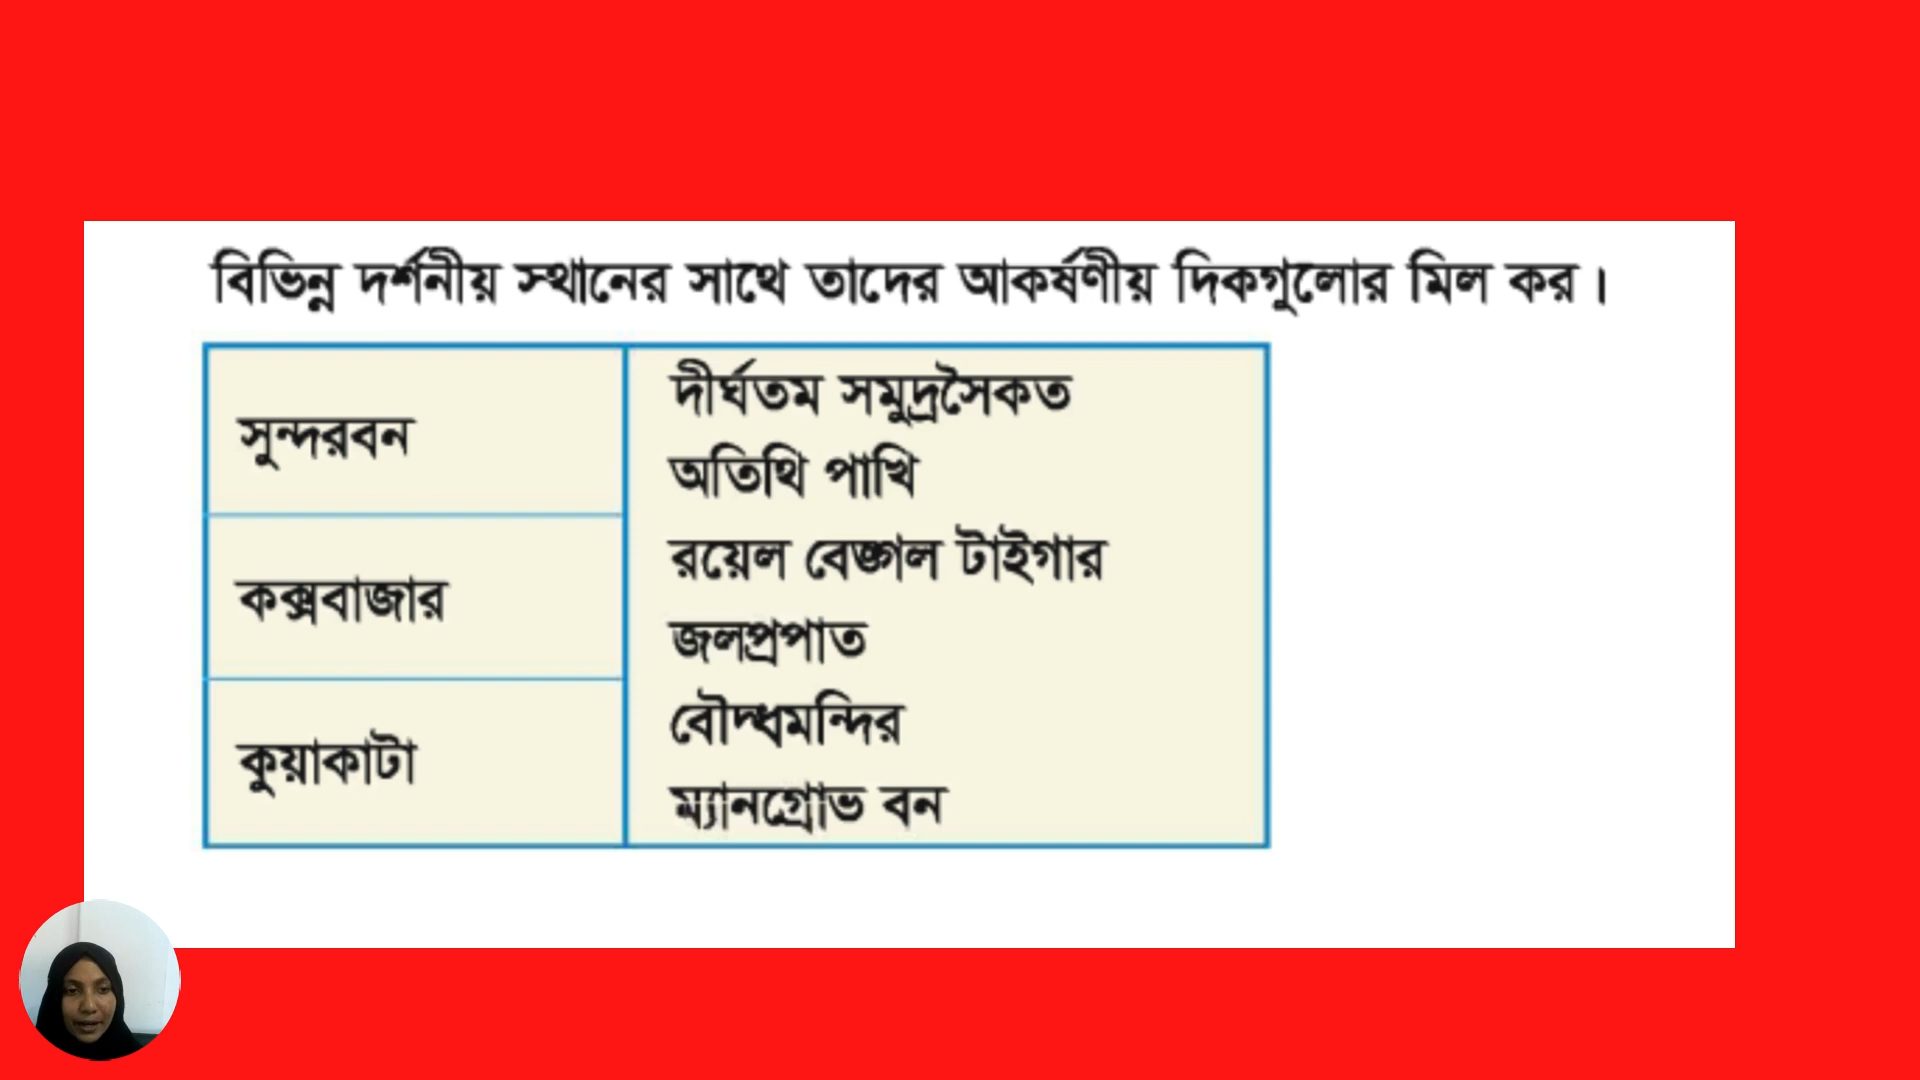 বিভিন্ন দর্শনীয় স্থানের সাথে তাদের আকর্ষণীয় দিকগুলোর মিল কর।
সুন্দরবন
কক্সবাজার
কুয়াকাটা
দীর্ঘতম সমুদ্রসৈকত
অতিথি পাখি
রয়েল বেঙ্গল টাইগার
জলপ্রপাত
বৌদ্ধমন্দির
ম্যানগ্রোভ বন